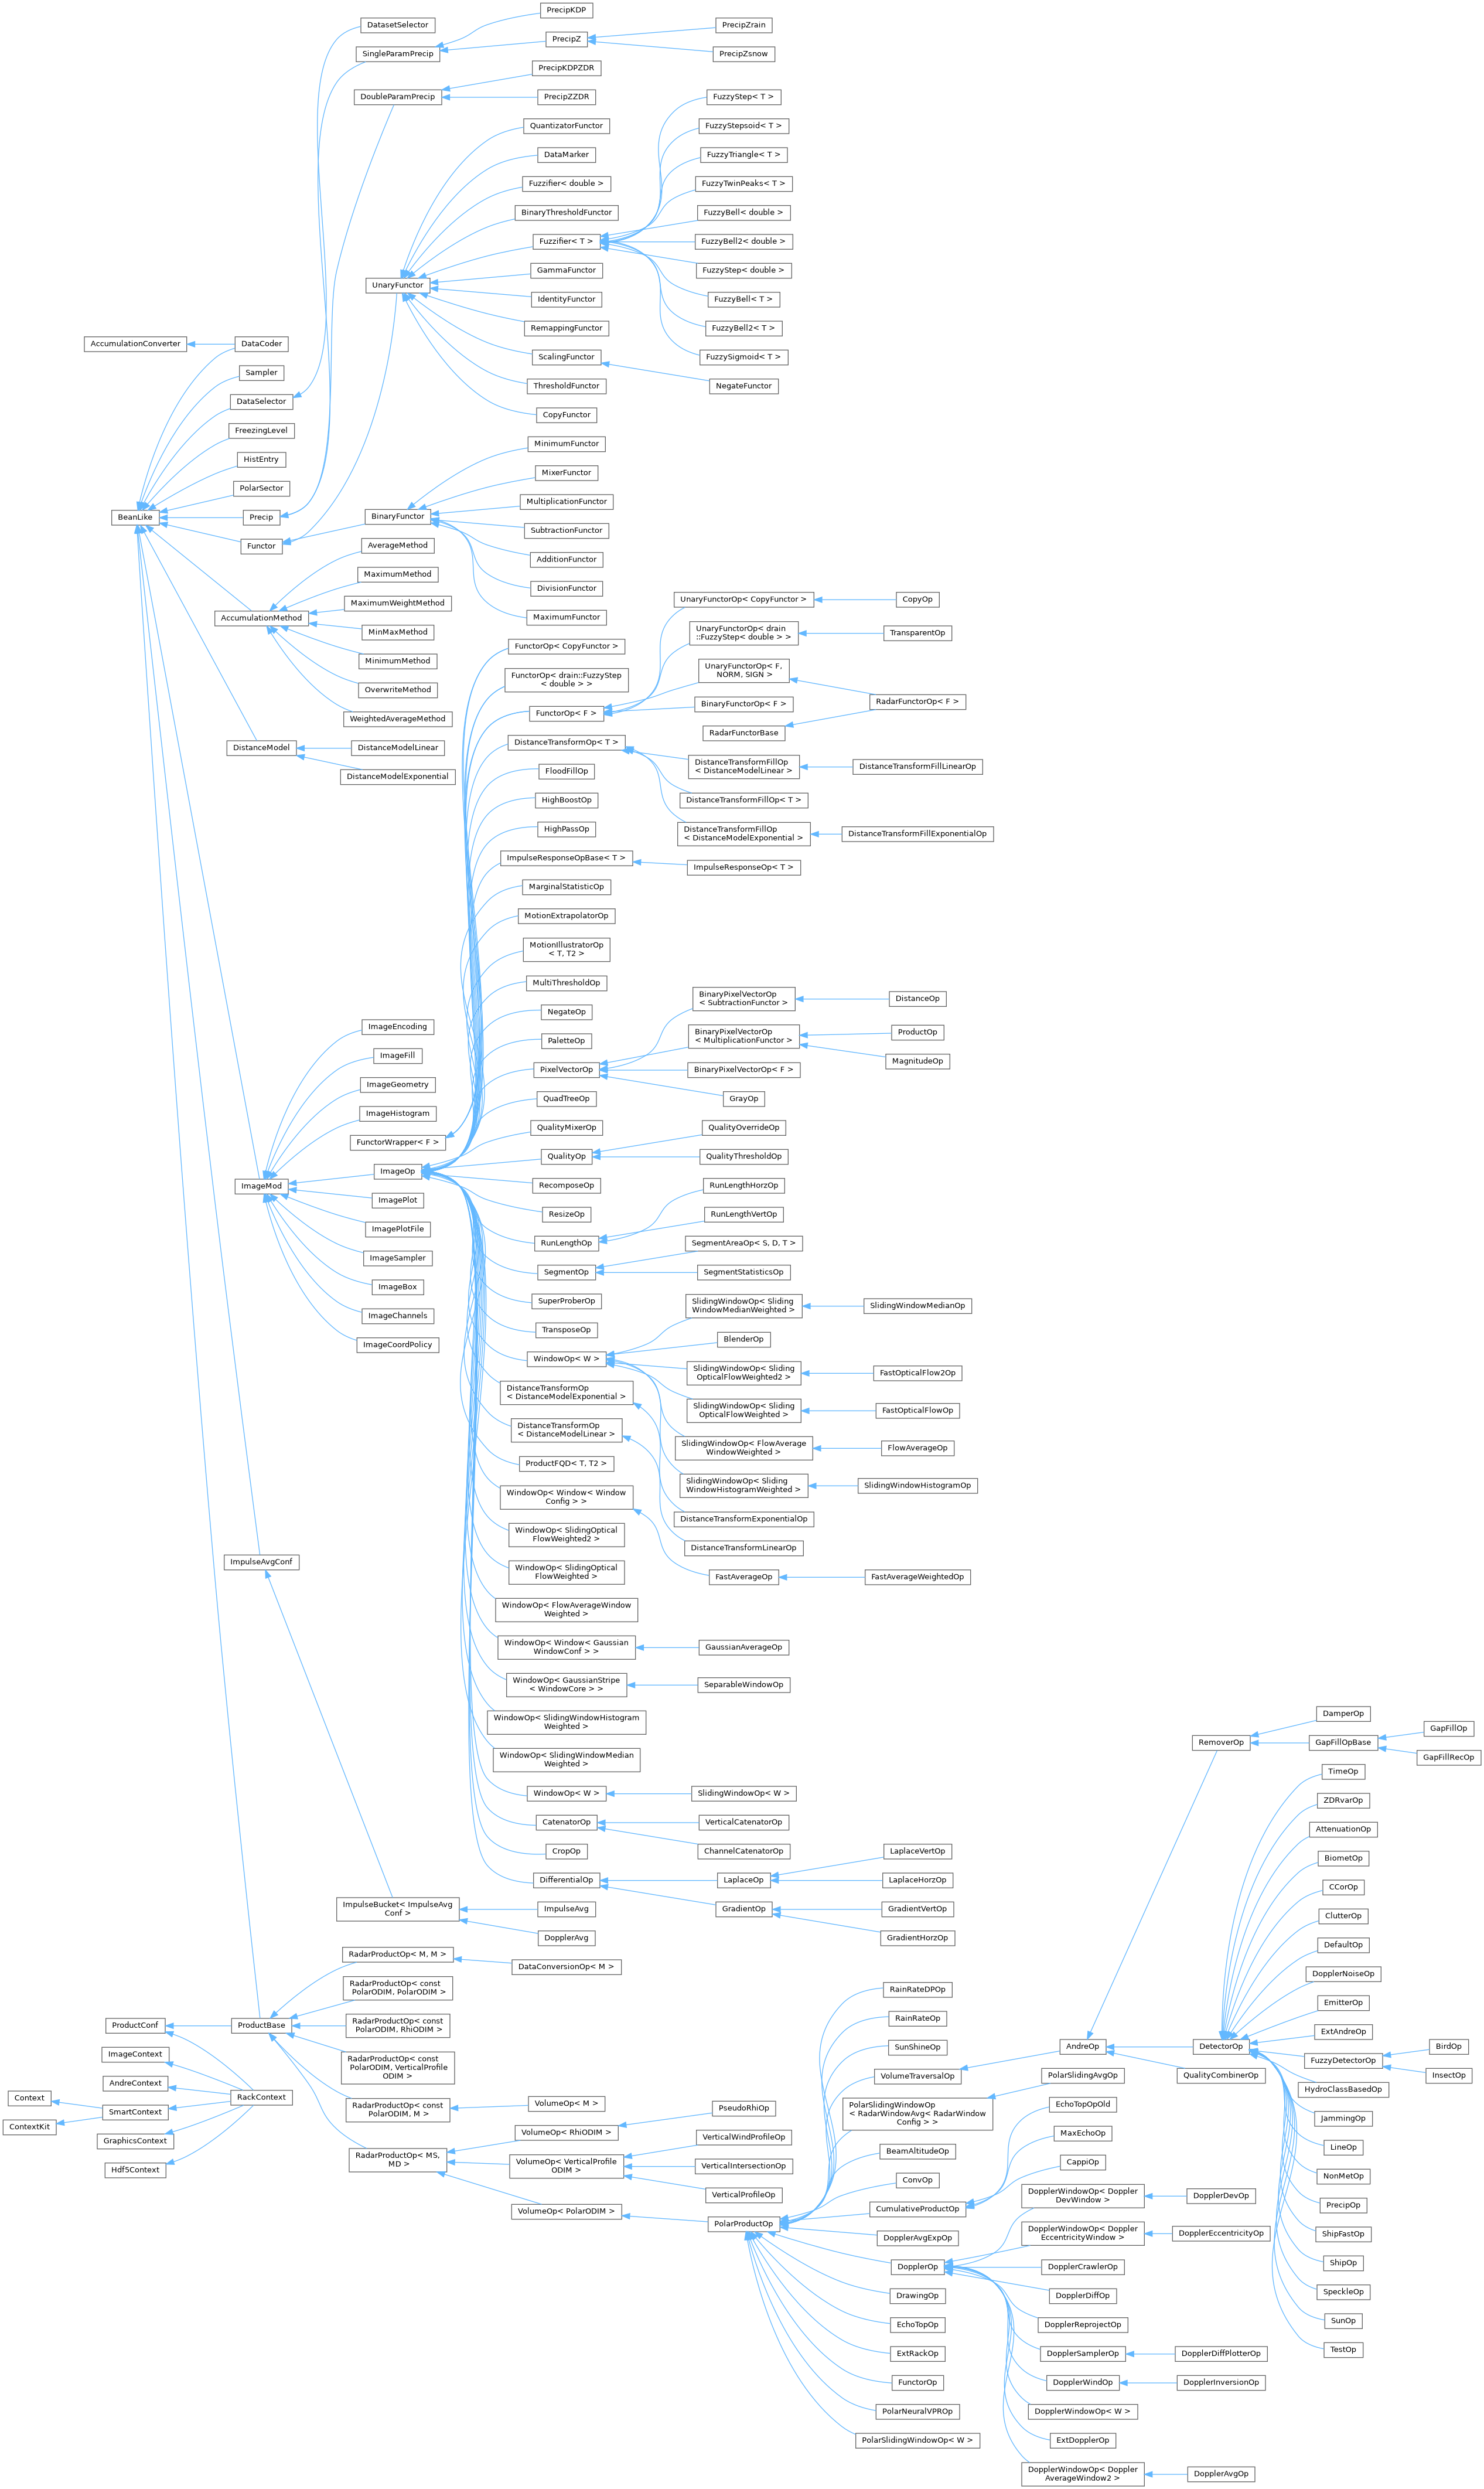 PrecipKDP
DatasetSelector
PrecipZrain
SingleParamPrecip
PrecipZ
PrecipZsnow
PrecipKDPZDR
DoubleParamPrecip
PrecipZZDR
FuzzyStep< T >
QuantizatorFunctor
FuzzyStepsoid< T >
DataMarker
FuzzyTriangle< T >
Fuzzifier< double >
FuzzyTwinPeaks< T >
BinaryThresholdFunctor
FuzzyBell< double >
Fuzzifier< T >
FuzzyBell2< double >
GammaFunctor
FuzzyStep< double >
UnaryFunctor
IdentityFunctor
FuzzyBell< T >
RemappingFunctor
FuzzyBell2< T >
AccumulationConverter
DataCoder
ScalingFunctor
FuzzySigmoid< T >
Sampler
ThresholdFunctor
NegateFunctor
DataSelector
CopyFunctor
FreezingLevel
MinimumFunctor
HistEntry
MixerFunctor
PolarSector
MultiplicationFunctor
BeanLike
Precip
BinaryFunctor
SubtractionFunctor
Functor
AverageMethod
AdditionFunctor
MaximumMethod
DivisionFunctor
MaximumWeightMethod
UnaryFunctorOp< CopyFunctor >
CopyOp
AccumulationMethod
MaximumFunctor
MinMaxMethod
UnaryFunctorOp< drain
::FuzzyStep< double > >
TransparentOp
FunctorOp< CopyFunctor >
MinimumMethod
UnaryFunctorOp< F,
NORM, SIGN >
FunctorOp< drain::FuzzyStep
< double > >
OverwriteMethod
BinaryFunctorOp< F >
RadarFunctorOp< F >
FunctorOp< F >
WeightedAverageMethod
RadarFunctorBase
DistanceModel
DistanceModelLinear
DistanceTransformOp< T >
DistanceTransformFillOp
< DistanceModelLinear >
DistanceTransformFillLinearOp
DistanceModelExponential
FloodFillOp
HighBoostOp
DistanceTransformFillOp< T >
HighPassOp
DistanceTransformFillOp
< DistanceModelExponential >
DistanceTransformFillExponentialOp
ImpulseResponseOpBase< T >
ImpulseResponseOp< T >
MarginalStatisticOp
MotionExtrapolatorOp
MotionIllustratorOp
< T, T2 >
MultiThresholdOp
BinaryPixelVectorOp
< SubtractionFunctor >
DistanceOp
NegateOp
ImageEncoding
BinaryPixelVectorOp
< MultiplicationFunctor >
ProductOp
PaletteOp
ImageFill
MagnitudeOp
PixelVectorOp
BinaryPixelVectorOp< F >
ImageGeometry
QuadTreeOp
GrayOp
ImageHistogram
QualityMixerOp
QualityOverrideOp
FunctorWrapper< F >
QualityOp
QualityThresholdOp
ImageOp
RecomposeOp
RunLengthHorzOp
ImageMod
ImagePlot
ResizeOp
RunLengthVertOp
ImagePlotFile
RunLengthOp
SegmentAreaOp< S, D, T >
ImageSampler
SegmentOp
SegmentStatisticsOp
ImageBox
SuperProberOp
SlidingWindowOp< Sliding
WindowMedianWeighted >
SlidingWindowMedianOp
ImageChannels
TransposeOp
BlenderOp
ImageCoordPolicy
WindowOp< W >
SlidingWindowOp< Sliding
OpticalFlowWeighted2 >
FastOpticalFlow2Op
DistanceTransformOp
< DistanceModelExponential >
SlidingWindowOp< Sliding
OpticalFlowWeighted >
FastOpticalFlowOp
DistanceTransformOp
< DistanceModelLinear >
SlidingWindowOp< FlowAverage
WindowWeighted >
FlowAverageOp
ProductFQD< T, T2 >
SlidingWindowOp< Sliding
WindowHistogramWeighted >
SlidingWindowHistogramOp
WindowOp< Window< Window
Config > >
DistanceTransformExponentialOp
WindowOp< SlidingOptical
FlowWeighted2 >
DistanceTransformLinearOp
ImpulseAvgConf
WindowOp< SlidingOptical
FlowWeighted >
FastAverageOp
FastAverageWeightedOp
WindowOp< FlowAverageWindow
Weighted >
WindowOp< Window< Gaussian
WindowConf > >
GaussianAverageOp
WindowOp< GaussianStripe
< WindowCore > >
SeparableWindowOp
WindowOp< SlidingWindowHistogram
Weighted >
DamperOp
WindowOp< SlidingWindowMedian
Weighted >
RemoverOp
GapFillOpBase
GapFillOp
GapFillRecOp
WindowOp< W >
SlidingWindowOp< W >
TimeOp
CatenatorOp
VerticalCatenatorOp
ZDRvarOp
CropOp
ChannelCatenatorOp
AttenuationOp
DifferentialOp
LaplaceOp
LaplaceVertOp
BiometOp
LaplaceHorzOp
CCorOp
ImpulseBucket< ImpulseAvg
Conf >
ImpulseAvg
GradientOp
GradientVertOp
ClutterOp
DopplerAvg
GradientHorzOp
DefaultOp
RadarProductOp< M, M >
DataConversionOp< M >
DopplerNoiseOp
RadarProductOp< const
PolarODIM, PolarODIM >
RainRateDPOp
EmitterOp
ProductConf
ProductBase
RadarProductOp< const
PolarODIM, RhiODIM >
RainRateOp
ExtAndreOp
ImageContext
RadarProductOp< const
PolarODIM, VerticalProfile
ODIM >
SunShineOp
AndreOp
DetectorOp
FuzzyDetectorOp
BirdOp
InsectOp
AndreContext
VolumeTraversalOp
PolarSlidingAvgOp
QualityCombinerOp
HydroClassBasedOp
Context
RackContext
RadarProductOp< const
PolarODIM, M >
VolumeOp< M >
PolarSlidingWindowOp
< RadarWindowAvg< RadarWindow
Config > >
EchoTopOpOld
JammingOp
SmartContext
ContextKit
PseudoRhiOp
MaxEchoOp
LineOp
GraphicsContext
VolumeOp< RhiODIM >
VerticalWindProfileOp
BeamAltitudeOp
CappiOp
NonMetOp
Hdf5Context
RadarProductOp< MS,
MD >
VolumeOp< VerticalProfile
ODIM >
VerticalIntersectionOp
ConvOp
DopplerWindowOp< Doppler
DevWindow >
DopplerDevOp
PrecipOp
VerticalProfileOp
CumulativeProductOp
VolumeOp< PolarODIM >
PolarProductOp
DopplerAvgExpOp
DopplerWindowOp< Doppler
EccentricityWindow >
DopplerEccentricityOp
ShipFastOp
DopplerOp
DopplerCrawlerOp
ShipOp
DrawingOp
DopplerDiffOp
SpeckleOp
EchoTopOp
DopplerReprojectOp
SunOp
ExtRackOp
DopplerSamplerOp
DopplerDiffPlotterOp
TestOp
FunctorOp
DopplerWindOp
DopplerInversionOp
PolarNeuralVPROp
DopplerWindowOp< W >
PolarSlidingWindowOp< W >
ExtDopplerOp
DopplerWindowOp< Doppler
AverageWindow2 >
DopplerAvgOp